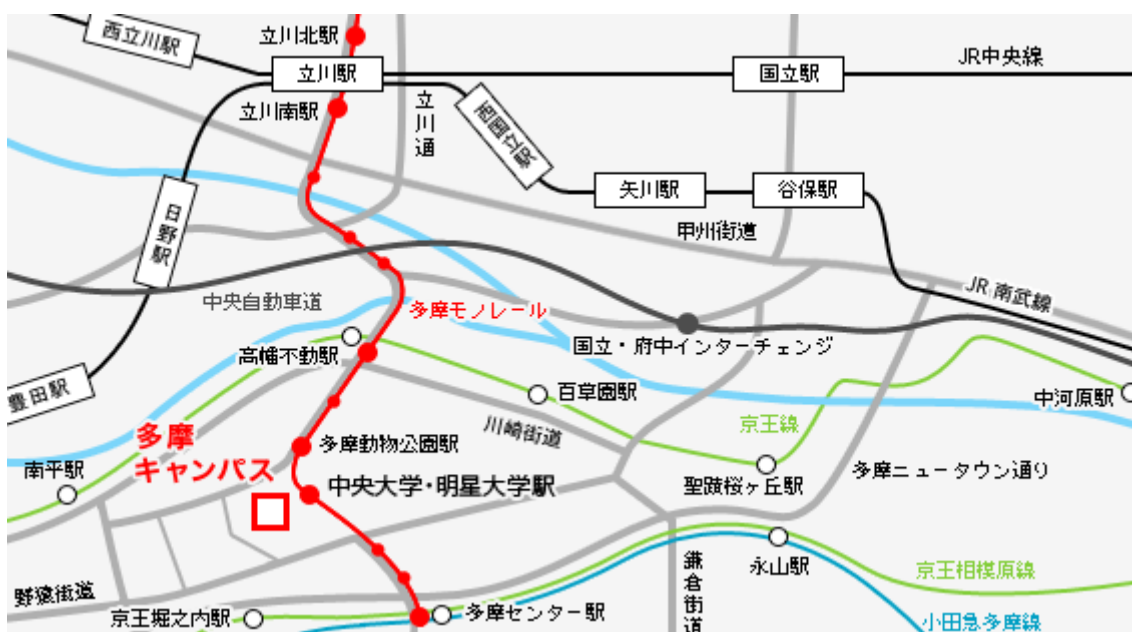 西立川駅
立川北駅
立川駅
国立駅
JR中央線
立川南駅
立川通
西国立駅
矢川駅
谷保駅
日野駅
甲州街道
JR 南武線
中央自動車道
多摩モノレール
国立・府中インターチェンジ
高幡不動駅
豊田駅
百草園駅
中河原駅
川崎街道
京王線
多摩
キャンパス
多摩動物公園駅
南平駅
中央大学・明星大学駅
聖蹟桜ヶ丘駅
多摩ニュータウン通り
野猿街道
鎌倉街道
永山駅
京王相模原線
京王堀之内駅
多摩センター駅
小田急多摩線